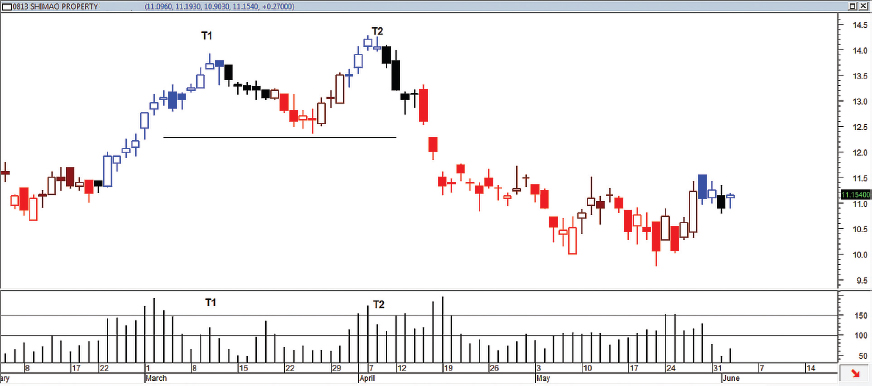 0813 SHIMAO PROPERTY (11.0960, 11.1930, 10.9030, 11.1540, +0.27000)
T1
T2
14.5
14.0
13.5
13.0
12.5
12.0
11.5
11.15400
11.0
10.5
10.0
9.5
T1
T2
150
100
50
8 17 22 1 8 15 22 29 7 12 19 26 3 10 17 24 31 7 14
ary March April May June